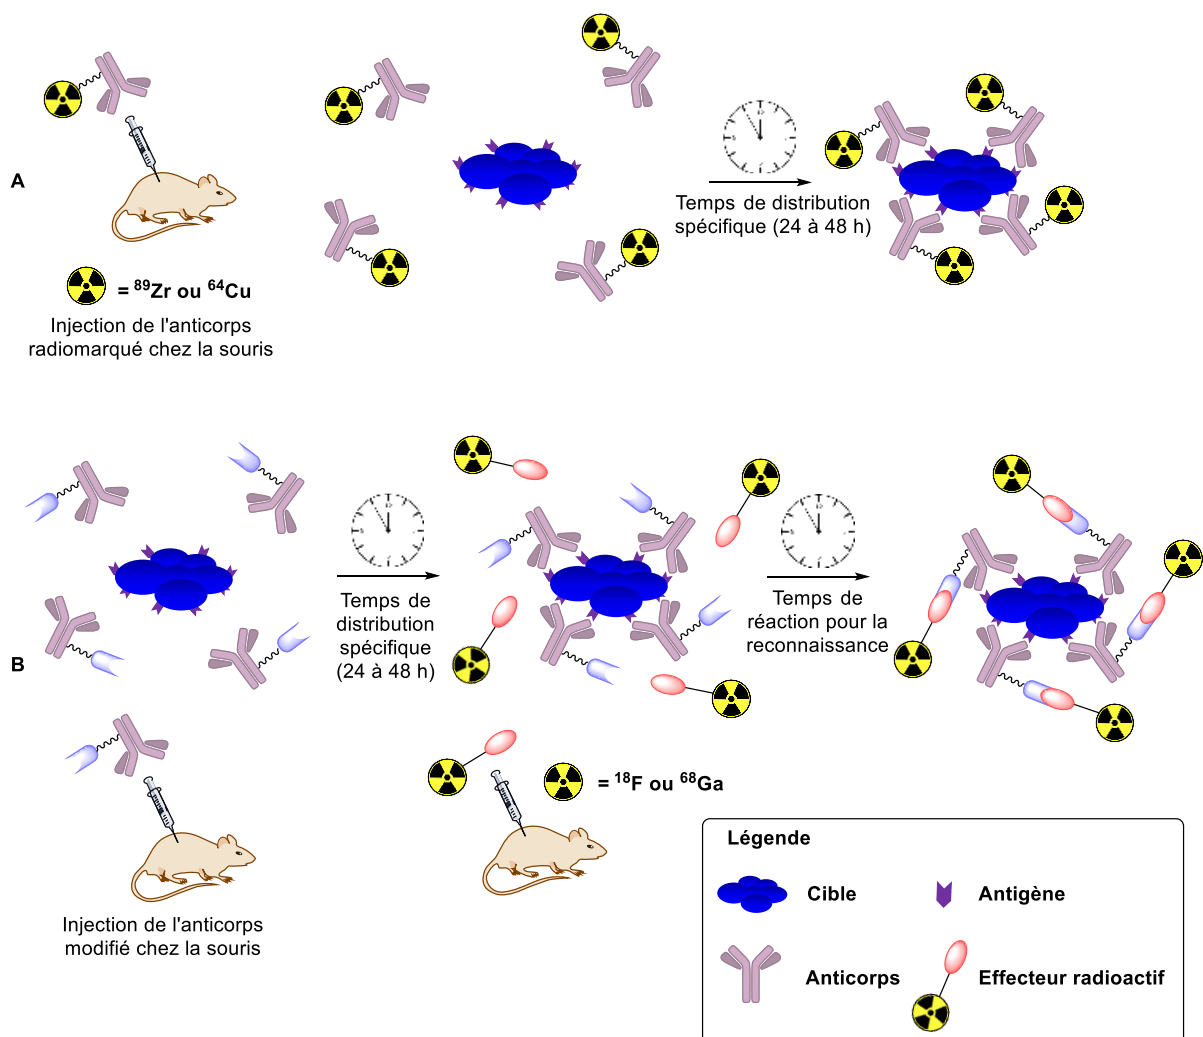 A
= ⁸⁹Zr ou ⁶⁴Cu
Injection de l'anticorps
radiomarqué chez la souris
Temps de distribution
spécifique (24 à 48 h)
B
Injection de l'anticorps
modifié chez la souris
Temps de
distribution
spécifique
(24 à 48 h)
= ¹⁸F ou ⁶⁸Ga
Temps de
réaction pour la
reconnaissance
Légende
Cible
Antigène
Anticorps
Effecteur radioactif